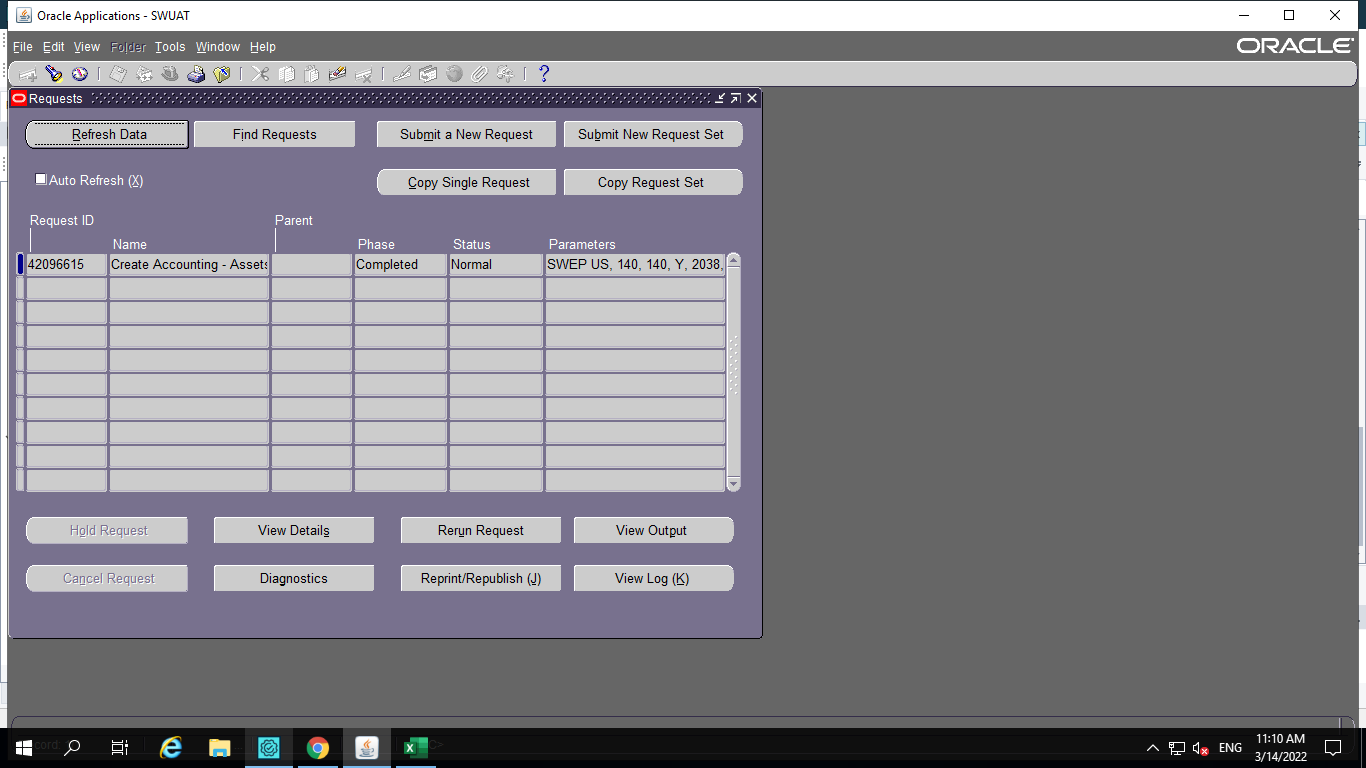 Oracle Applications - SWUAT
File Edit View Folder Tools Window Help
ORACLE
Requests
Refresh Data Find Requests Submit a New Request Submit New Request Set
Auto Refresh (X) Copy Single Request Copy Request Set
Request ID Parent
Name Phase Status Parameters
42096615 Create Accounting - Assets Completed Normal SWEP US, 140, 140, Y, 2038,
Hold Request View Details Rerun Request View Output
Cancel Request Diagnostics Reprint/Republish (J) View Log (K)
ENG
11:10 AM
3/14/2022